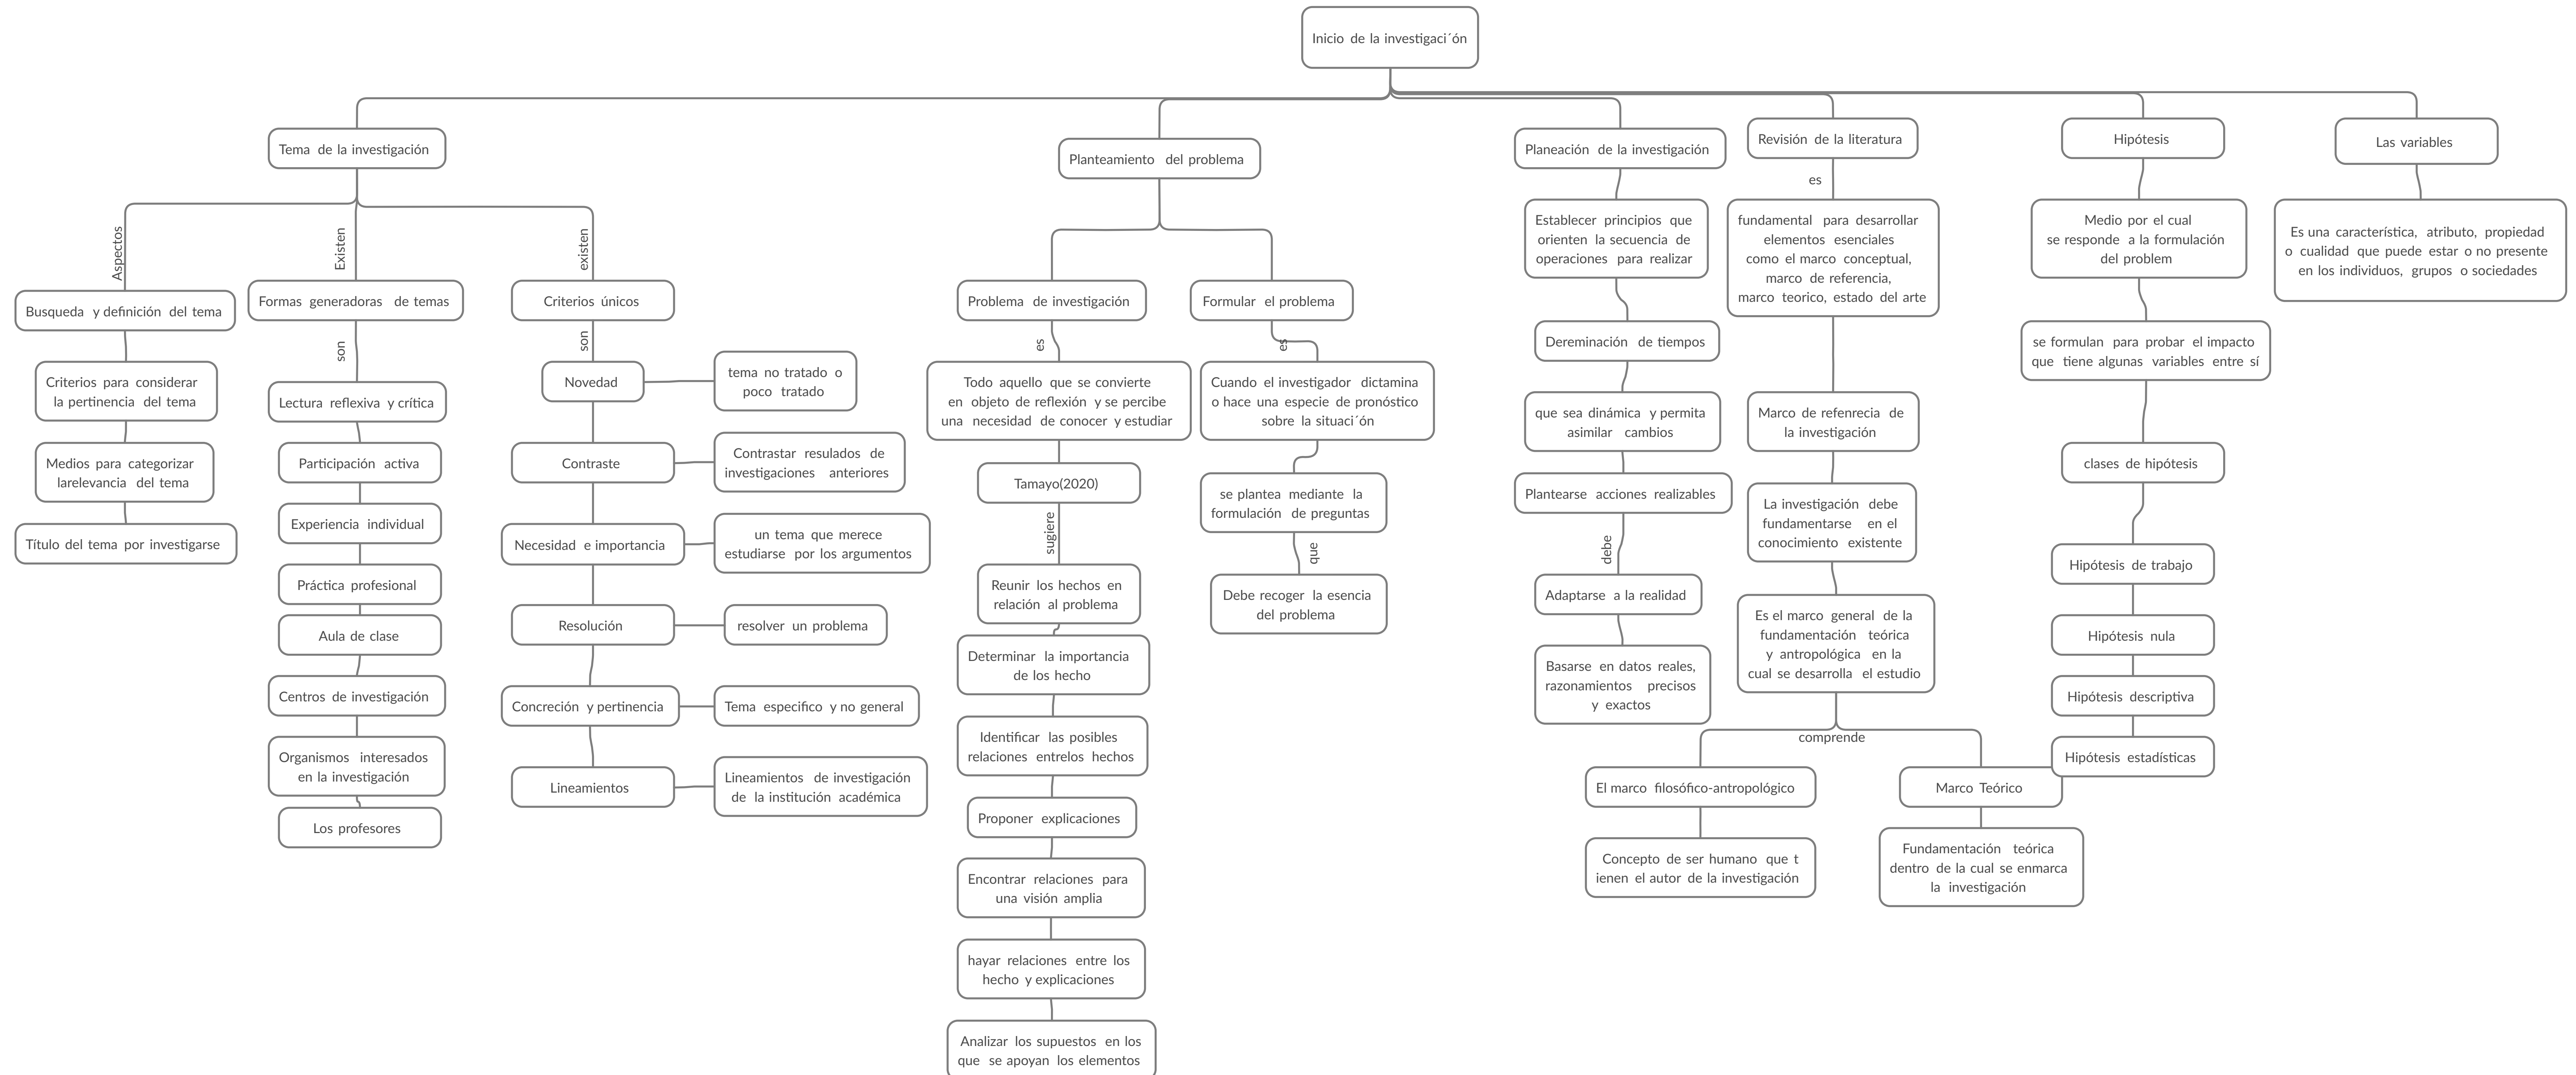 Inicio de la investigaci´ón
Tema de la investigación
Aspectos
Busqueda y definición del tema
Criterios para considerar
la pertinencia del tema
Medios para categorizar
larelevancia del tema
Título del tema por investigarse
Existen
Formas generadoras de temas
son
Lectura reflexiva y crítica
Participación activa
Experiencia individual
Práctica profesional
Aula de clase
Centros de investigación
Organismos interesados
en la investigación
Los profesores
existen
Criterios únicos
son
Novedad
tema no tratado o
poco tratado
Contraste
Contrastar resulados de
investigaciones anteriores
Necesidad e importancia
un tema que merece
estudiarse por los argumentos
Resolución
resolver un problema
Concreción y pertinencia
Tema especifico y no general
Lineamientos
Lineamientos de investigación
de la institución académica
Planteamiento del problema
Problema de investigación
es
Todo aquello que se convierte
en objeto de reflexión y se percibe
una necesidad de conocer y estudiar
Tamayo(2020)
sugiere
Reunir los hechos en
relación al problema
Determinar la importancia
de los hecho
Identificar las posibles
relaciones entrelos hechos
Proponer explicaciones
Encontrar relaciones para
una visión amplia
hayar relaciones entre los
hecho y explicaciones
Analizar los supuestos en los
que se apoyan los elementos
Formular el problema
es
Cuando el investigador dictamina
o hace una especie de pronóstico
sobre la situaci´ón
se plantea mediante la
formulación de preguntas
que
Debe recoger la esencia
del problema
Planeación de la investigación
Establecer principios que
orienten la secuencia de
operaciones para realizar
Dereminación de tiempos
que sea dinámica y permita
asimilar cambios
Plantearse acciones realizables
debe
Adaptarse a la realidad
Basarse en datos reales,
razonamientos precisos
y exactos
Revisión de la literatura
es
fundamental para desarrollar
elementos esenciales
como el marco conceptual,
marco de referencia,
marco teorico, estado del arte
Marco de refenrecia de
la investigación
La investigación debe
fundamentarse en el
conocimiento existente
Es el marco general de la
fundamentación teórica
y antropológica en la
cual se desarrolla el estudio
comprende
El marco filosófico-antropológico
Concepto de ser humano que t
ienen el autor de la investigación
Marco Teórico
Fundamentación teórica
dentro de la cual se enmarca
la investigación
Hipótesis
Medio por el cual
se responde a la formulación
del problem
se formulan para probar el impacto
que tiene algunas variables entre sí
clases de hipótesis
Hipótesis de trabajo
Hipótesis nula
Hipótesis descriptiva
Hipótesis estadísticas
Las variables
Es una característica, atributo, propiedad
o cualidad que puede estar o no presente
en los individuos, grupos o sociedades